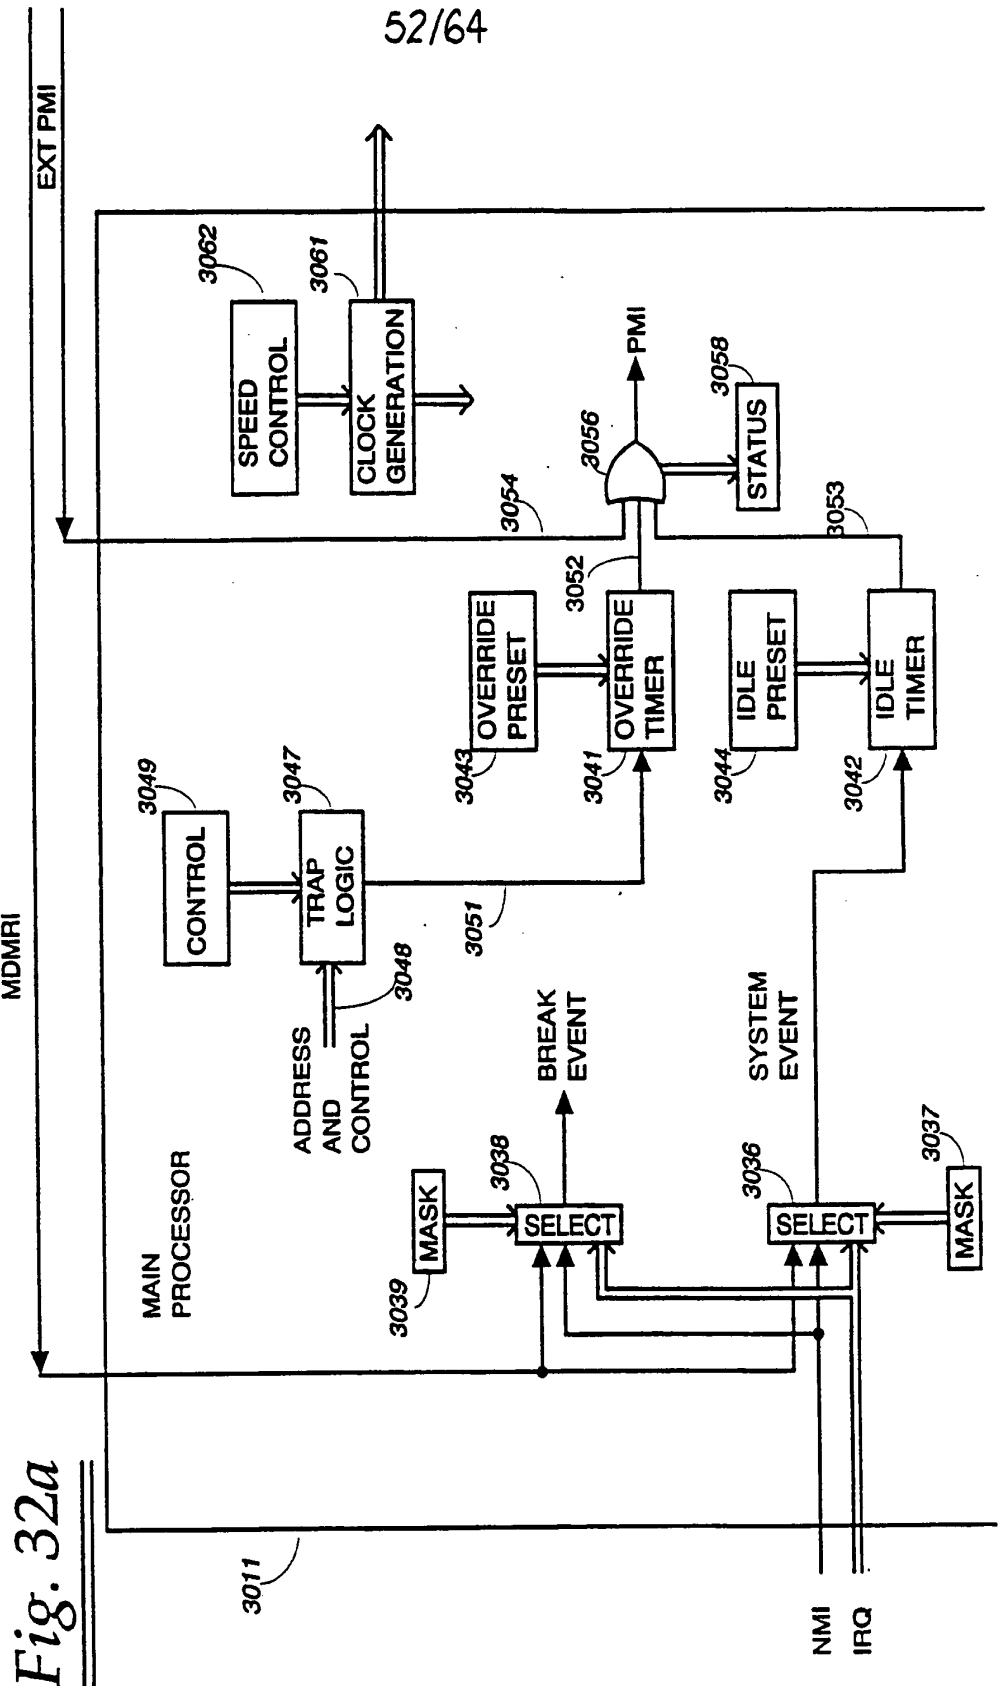 52/64
Fig. 32a
MDMRI
EXT PMI
3011
MAIN
PROCESSOR
3062
SPEED
CONTROL
3061
CLOCK
GENERATION
3049
CONTROL
3047
TRAP
LOGIC
ADDRESS
AND
CONTROL
3048
3051
3043
OVERRIDE
PRESET
3041
OVERRIDE
TIMER
3052
3054
3056
PMI
3058
STATUS
3053
3044
IDLE
PRESET
3042
IDLE
TIMER
3039
MASK
3038
SELECT
BREAK
EVENT
3036
SELECT
SYSTEM
EVENT
3037
MASK
NMI
IRQ